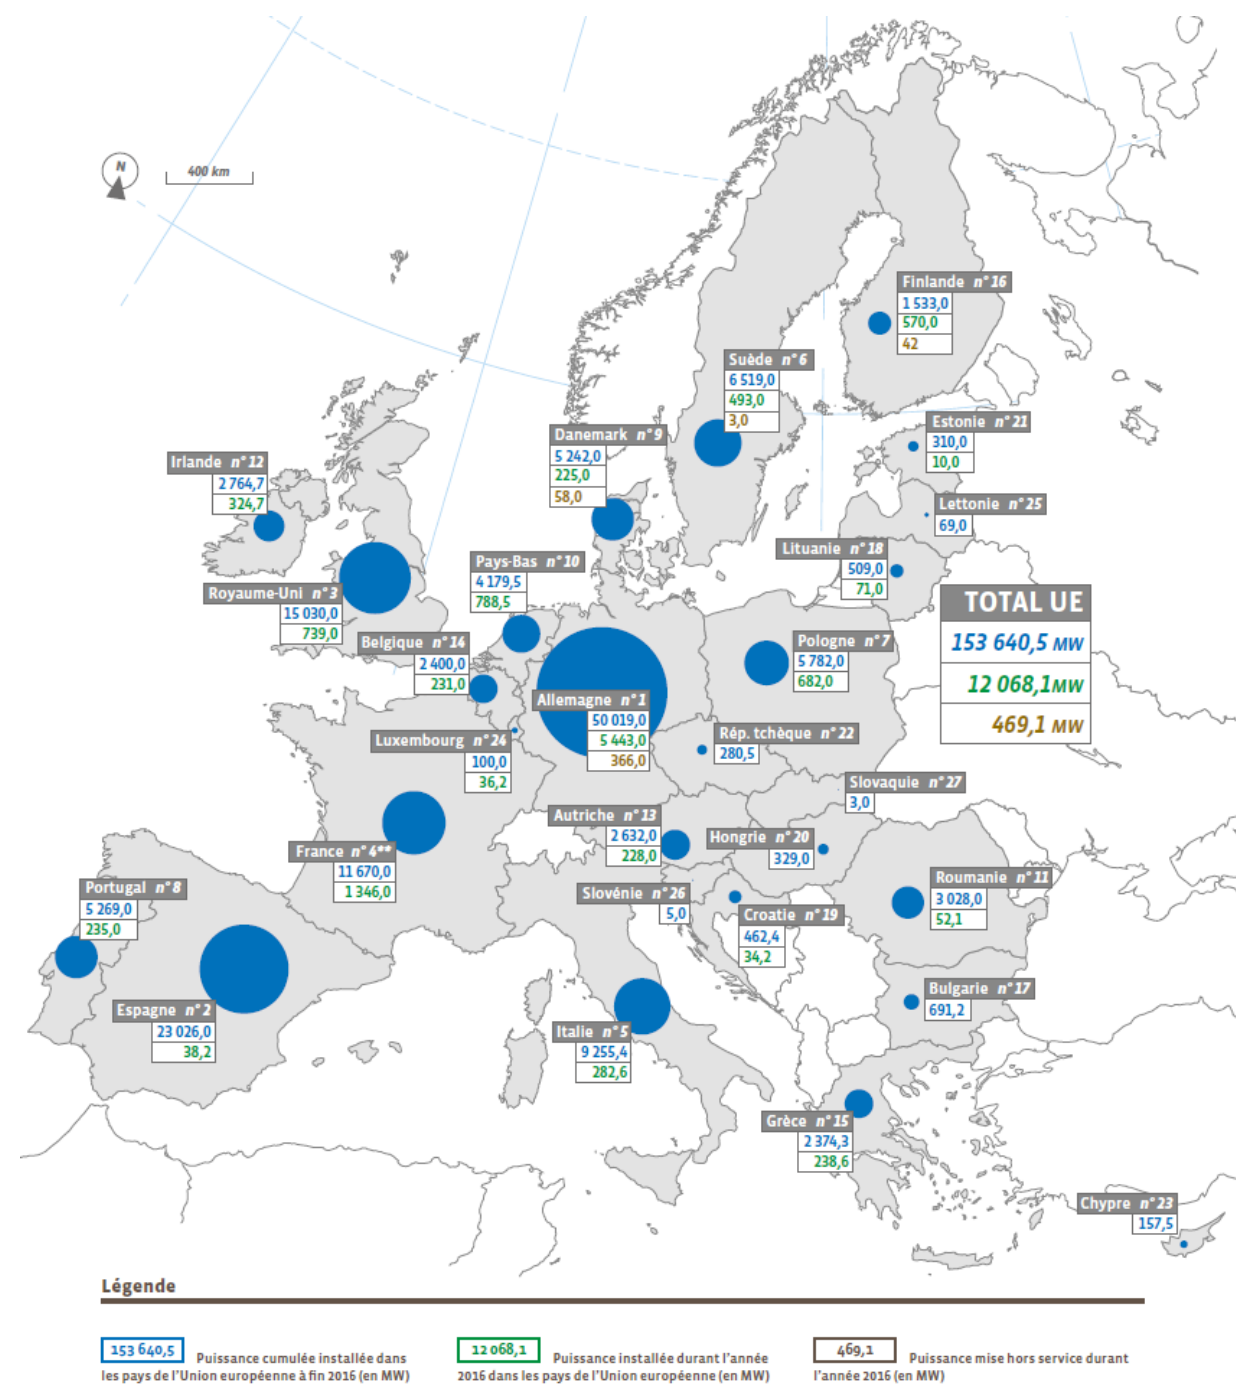 N
400 km
Finlande n° 16
1 533,0
570,0
42
Suède n° 6
6 519,0
493,0
3,0
Estonie n° 21
310,0
10,0
Danemark n° 9
5 242,0
225,0
58,0
Irlande n° 12
2 764,7
324,7
Lettonie n° 25
69,0
Lituanie n° 18
509,0
71,0
Pays-Bas n° 10
4 179,5
788,5
Royaume-Uni n° 3
15 030,0
739,0
TOTAL UE
153 640,5 MW
12 068,1MW
469,1 MW
Belgique n° 14
2 400,0
231,0
Pologne n° 7
5 782,0
682,0
Allemagne n° 1
50 019,0
5 443,0
366,0
Luxembourg n° 24
100,0
36,2
Rép. tchèque n° 22
280,5
Slovaquie n° 27
3,0
Autriche n° 13
2 632,0
228,0
Hongrie n° 20
329,0
France n° 4**
11 670,0
1 346,0
Portugal n° 8
5 269,0
235,0
Slovénie n° 26
5,0
Croatie n° 19
462,4
34,2
Roumanie n° 11
3 028,0
52,1
Bulgarie n° 17
691,2
Espagne n° 2
23 026,0
38,2
Italie n° 5
9 255,4
282,6
Grèce n° 15
2 374,3
238,6
Chypre n° 23
157,5
Légende
153 640,5 Puissance cumulée installée dans
les pays de l'Union européenne à fin 2016 (en MW)
12 068,1 Puissance installée durant l'année
2016 dans les pays de l'Union européenne (en MW)
469,1 Puissance mise hors service durant
l'année 2016 (en MW)